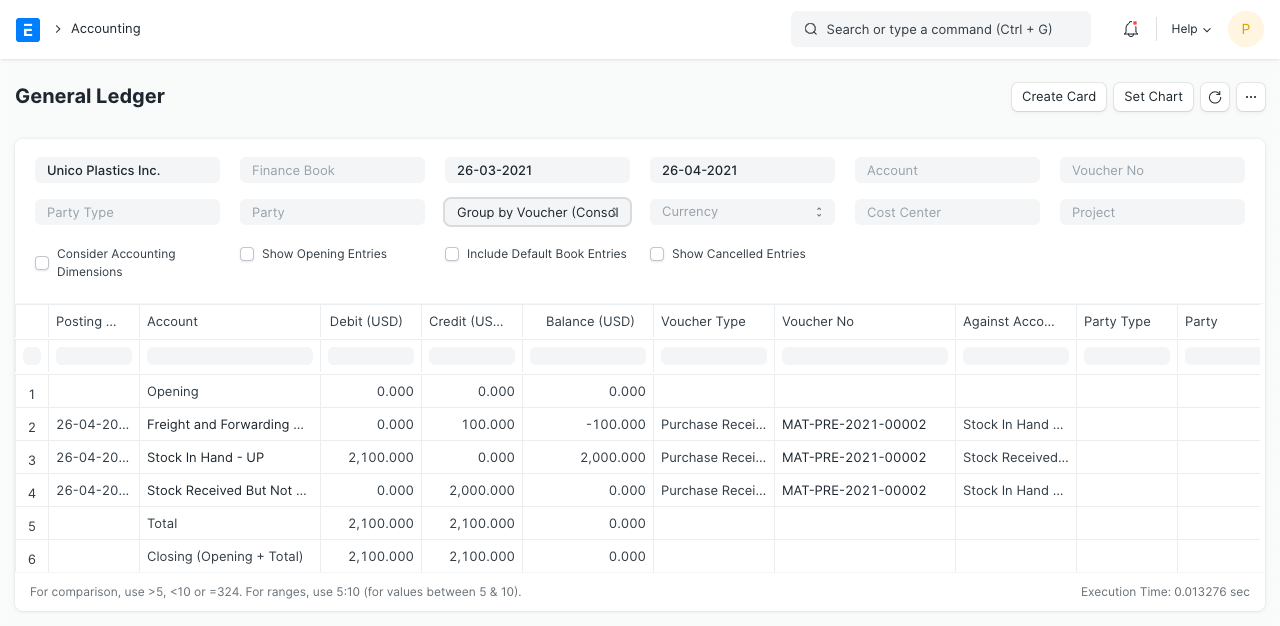 E > Accounting Search or type a command (Ctrl + G) Help P
General Ledger Create Card Set Chart ...
Unico Plastics Inc. Finance Book 26-03-2021 26-04-2021 Account Voucher No
Party Type Party Group by Voucher (Consol Currency Cost Center Project
Consider Accounting Dimensions Show Opening Entries Include Default Book Entries Show Cancelled Entries
Posting ... Account Debit (USD) Credit (US... Balance (USD) Voucher Type Voucher No Against Acco... Party Type Party
1 Opening 0.000 0.000 0.000
2 26-04-20... Freight and Forwarding ... 0.000 100.000 -100.000 Purchase Recei... MAT-PRE-2021-00002 Stock In Hand ...
3 26-04-20... Stock In Hand - UP 2,100.000 0.000 2,000.000 Purchase Recei... MAT-PRE-2021-00002 Stock Received...
4 26-04-20... Stock Received But Not ... 0.000 2,000.000 0.000 Purchase Recei... MAT-PRE-2021-00002 Stock In Hand ...
5 Total 2,100.000 2,100.000 0.000
6 Closing (Opening + Total) 2,100.000 2,100.000 0.000
For comparison, use >5, <10 or =324. For ranges, use 5:10 (for values between 5 & 10). Execution Time: 0.013276 sec